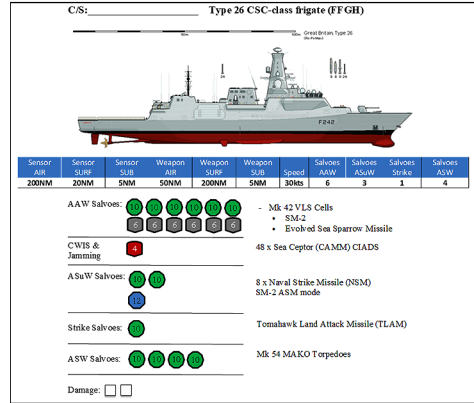 C/S:____________________ Type 26 CSC-class frigate (FFGH)
50m 100m
Great Britain, Type 26
F242
Sensor AIR Sensor SURF Sensor SUB Weapon AIR Weapon SURF Weapon SUB Speed Salvoes AAW Salvoes ASuW Salvoes Strike Salvoes ASW
200NM 20NM 5NM 50NM 200NM 5NM 30kts 6 3 1 4
AAW Salvoes: 10 10 10 10 10 10 - Mk 42 VLS Cells
6 6 6 6 6 6 • SM-2
• Evolved Sea Sparrow Missile
CWIS & Jamming 4 48 x Sea Ceptor (CAMM) CIADS
ASuW Salvoes: 10 10 8 x Naval Strike Missile (NSM)
12 SM-2 ASM mode
Strike Salvoes: 10 Tomahawk Land Attack Missile (TLAM)
ASW Salvoes: 10 10 10 10 Mk 54 MAKO Torpedoes
Damage: